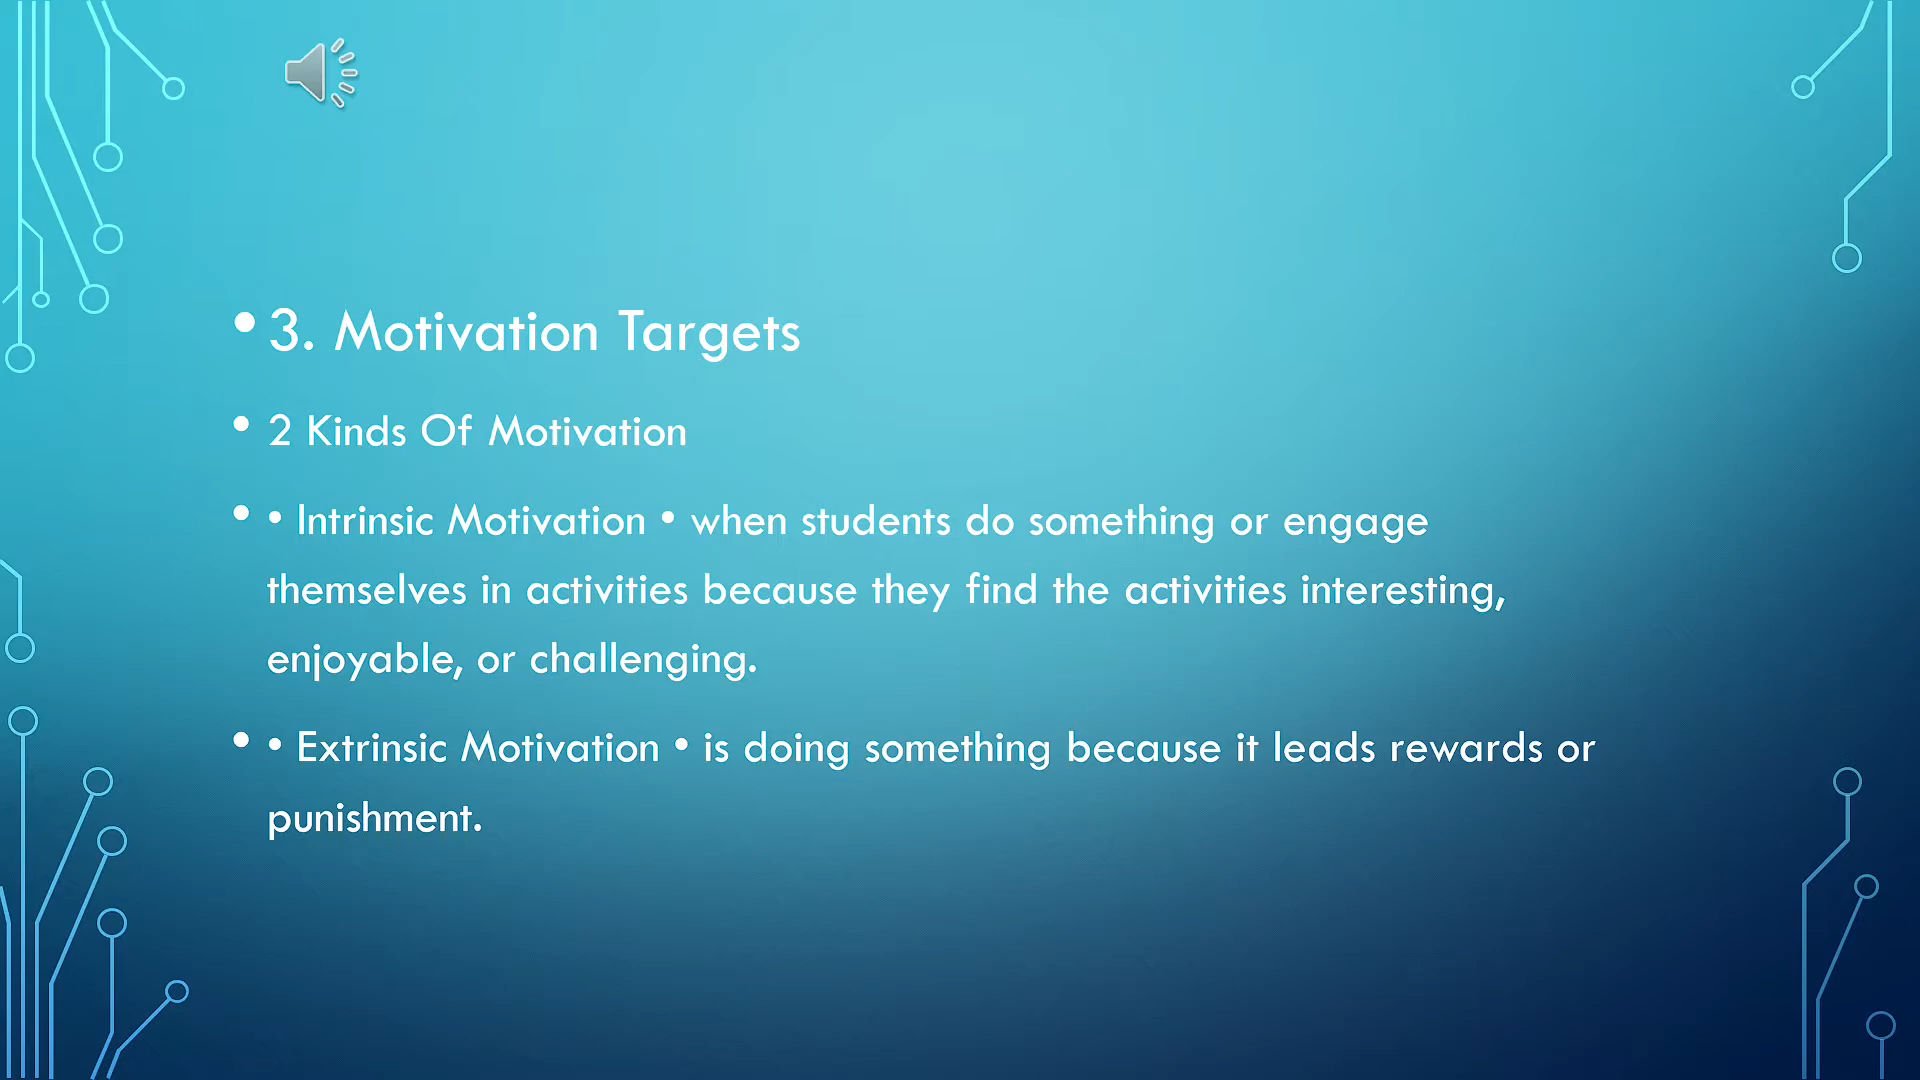 • 3. Motivation Targets
• 2 Kinds Of Motivation
• • Intrinsic Motivation • when students do something or engage
themselves in activities because they find the activities interesting,
enjoyable, or challenging.
• • Extrinsic Motivation • is doing something because it leads rewards or
punishment.